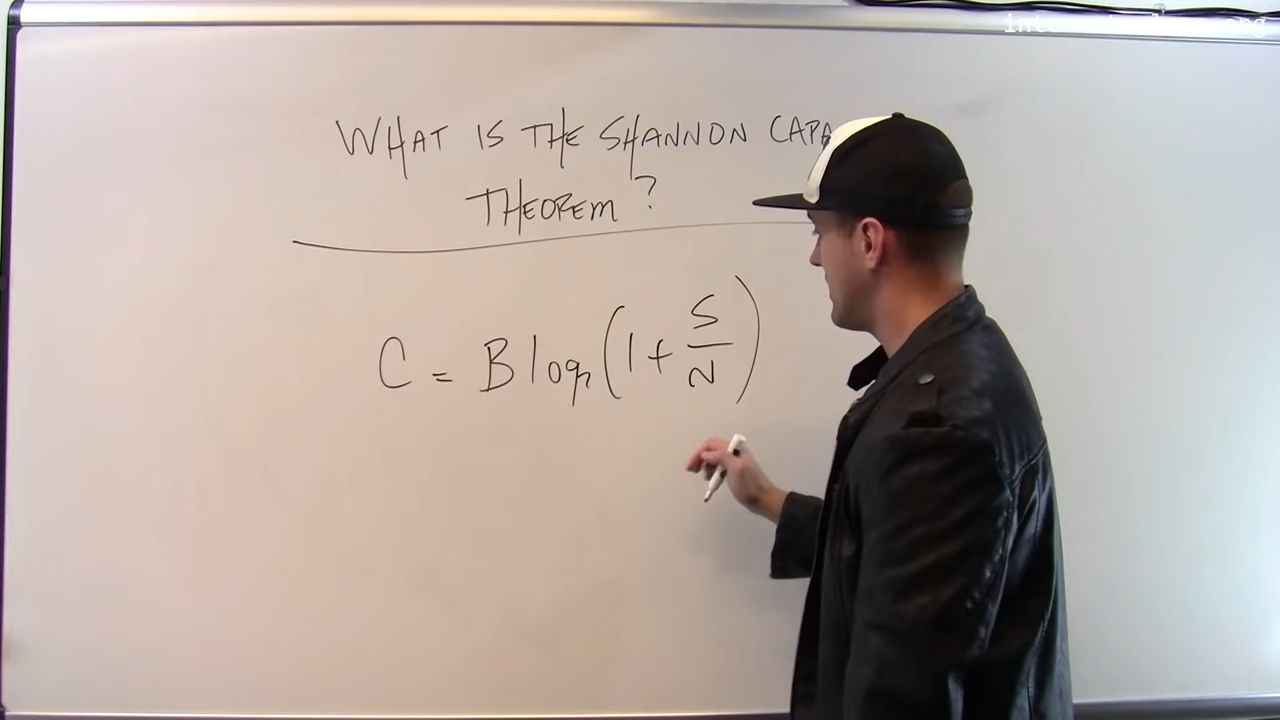 WHAT IS THE SHANNON CAPA
THEOREM?
C = B log₂(1 + S/N)